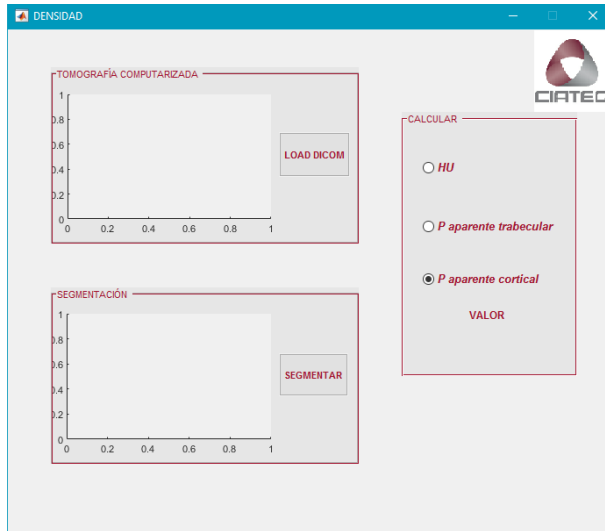 DENSIDAD
CIATEC
TOMOGRAFÍA COMPUTARIZADA
1
0.8
0.6
0.4
0.2
0
0 0.2 0.4 0.6 0.8 1
LOAD DICOM
SEGMENTACIÓN
1
0.8
0.6
0.4
0.2
0
0 0.2 0.4 0.6 0.8 1
SEGMENTAR
CALCULAR
HU
P aparente trabecular
P aparente cortical
VALOR